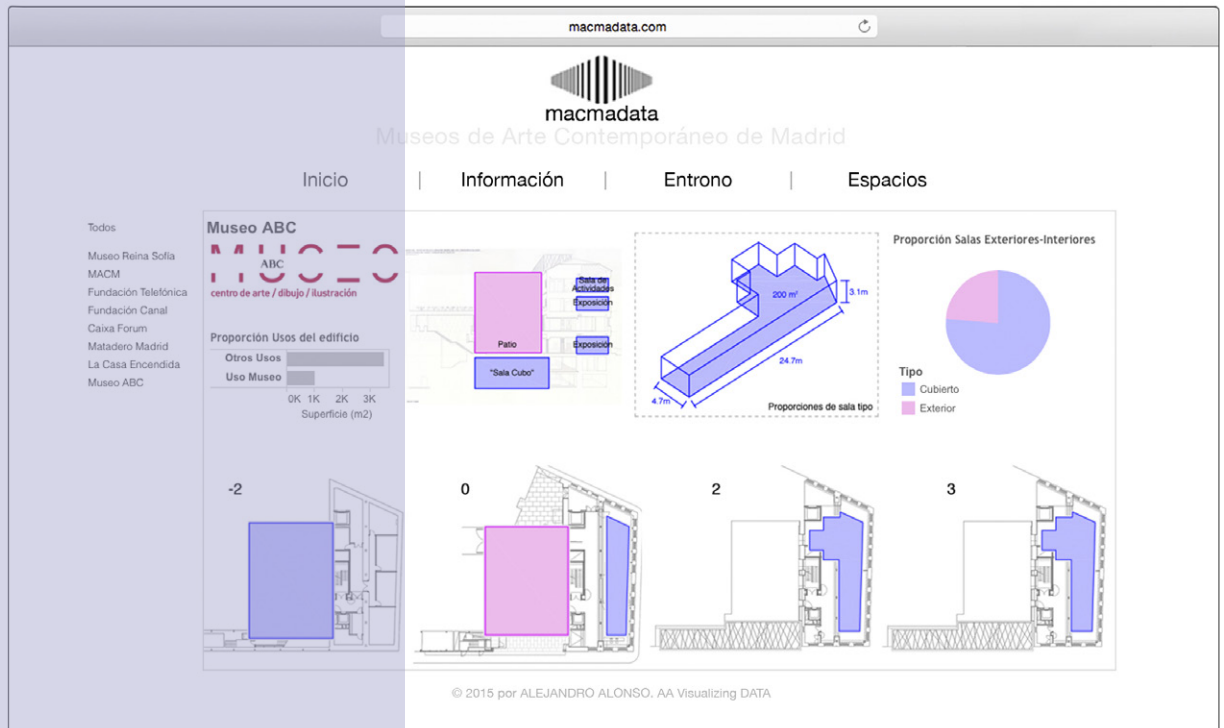 macmadata.com
macmadata
Museos de Arte Contemporáneo de Madrid
Inicio | Información | Entrono | Espacios
Todos
Museo Reina Sofía
MACM
Fundación Telefónica
Fundación Canal
Caixa Forum
Matadero Madrid
La Casa Encendida
Museo ABC
Museo ABC
MUSEO
ABC
centro de arte / dibujo / ilustración
Proporción Usos del edificio
Otros Usos
Uso Museo
0K 1K 2K 3K
Superficie (m2)
Sala de
Actividades
Exposición
Patio
Exposición
"Sala Cubo"
200 m²
3.1m
24.7m
4.7m
Proporciones de sala tipo
Proporción Salas Exteriores-Interiores
Tipo
Cubierto
Exterior
-2
0
2
3
© 2015 por ALEJANDRO ALONSO. AA Visualizing DATA